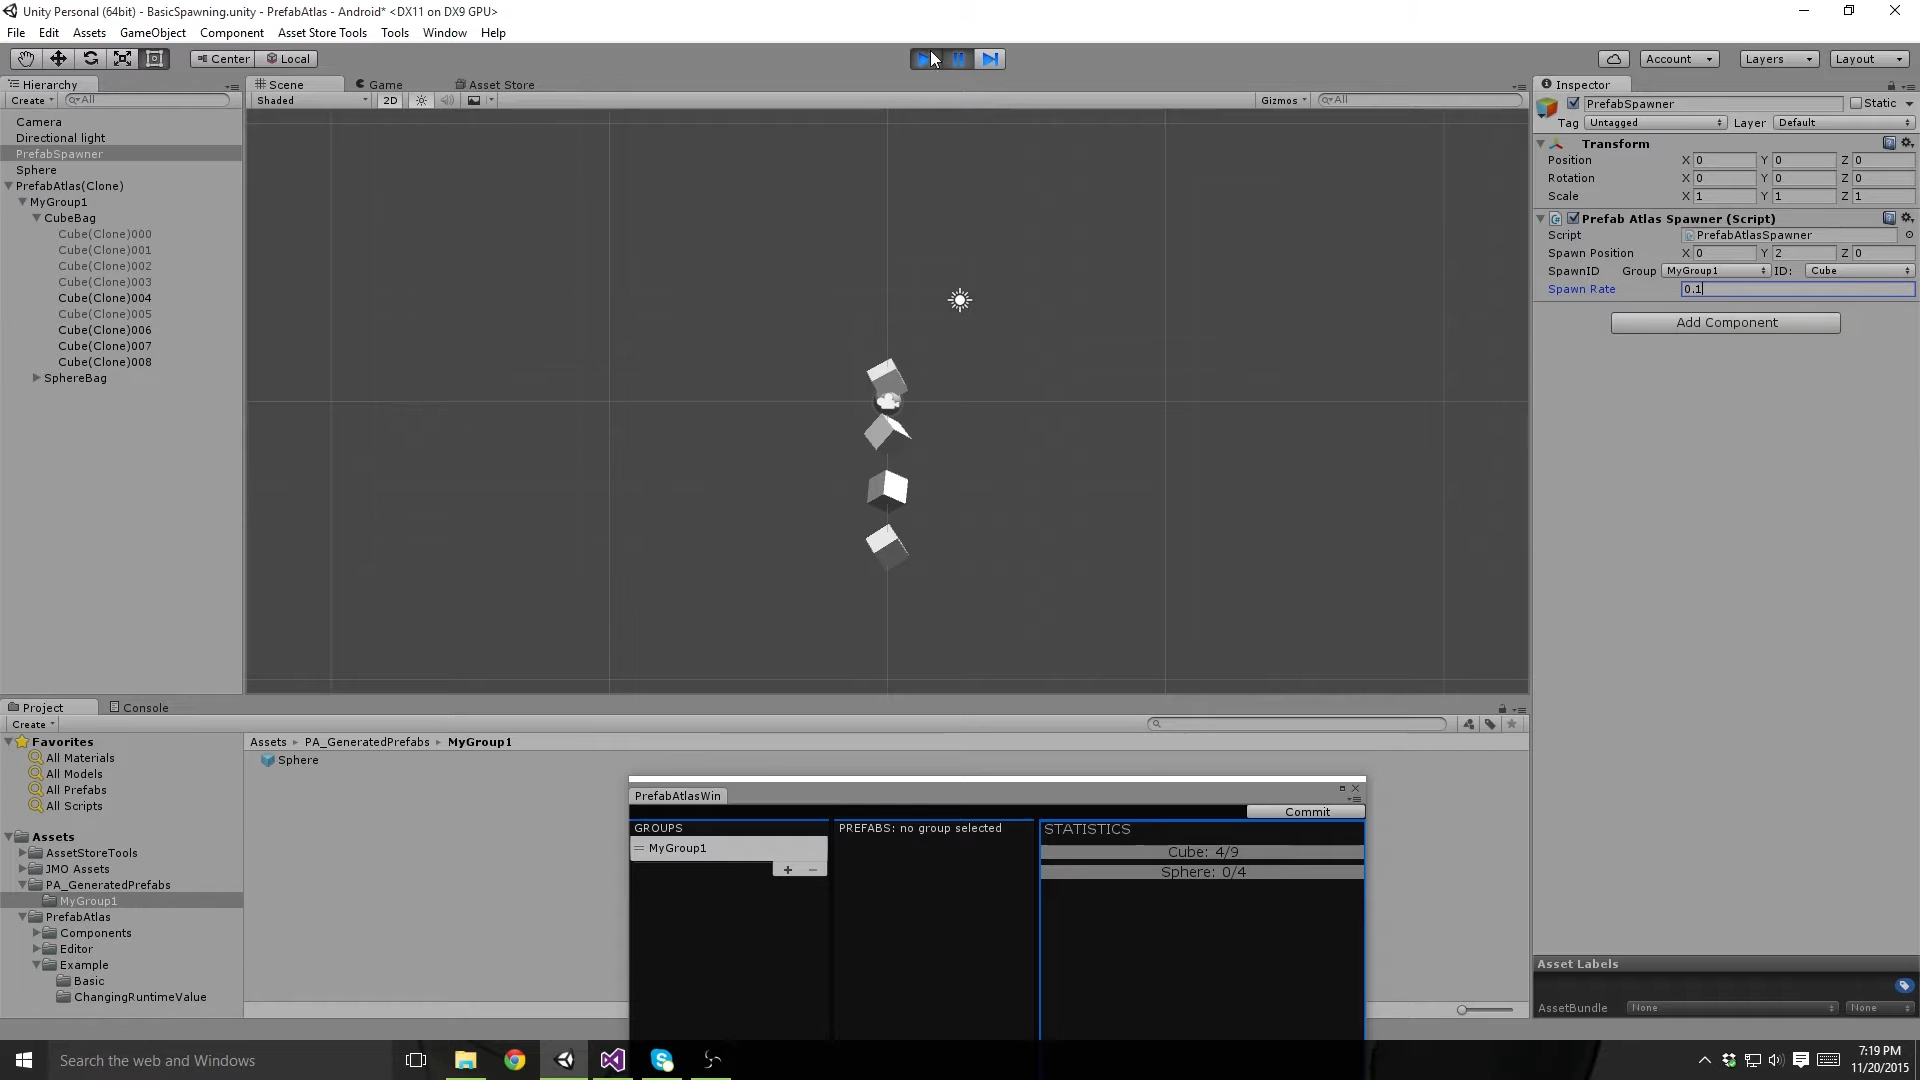 Unity Personal (64bit) - BasicSpawning.unity - PrefabAtlas - Android* <DX11 on DX9 GPU>
File Edit Assets GameObject Component Asset Store Tools Tools Window Help
Center Local Account Layers Layout
Hierarchy
Create All
Camera
Directional light
PrefabSpawner
Sphere
PrefabAtlas(Clone)
MyGroup1
CubeBag
Cube(Clone)000
Cube(Clone)001
Cube(Clone)002
Cube(Clone)003
Cube(Clone)004
Cube(Clone)005
Cube(Clone)006
Cube(Clone)007
Cube(Clone)008
SphereBag
Scene Game Asset Store
Shaded 2D Gizmos All
Inspector
PrefabSpawner Static
Tag Untagged Layer Default
Transform
Position X 0 Y 0 Z 0
Rotation X 0 Y 0 Z 0
Scale X 1 Y 1 Z 1
Prefab Atlas Spawner (Script)
Script PrefabAtlasSpawner
Spawn Position X 0 Y 2 Z 0
SpawnID Group MyGroup1 ID: Cube
Spawn Rate 0.1
Add Component
Project Console
Create
Favorites
All Materials
All Models
All Prefabs
All Scripts
Assets
AssetStoreTools
JMO Assets
PA_GeneratedPrefabs
MyGroup1
PrefabAtlas
Components
Editor
Example
Basic
ChangingRuntimeValue
Assets PA_GeneratedPrefabs MyGroup1
Sphere
PrefabAtlasWin
Commit
GROUPS
MyGroup1
+ −
PREFABS: no group selected
STATISTICS
Cube: 4/9
Sphere: 0/4
Asset Labels
AssetBundle None None
Search the web and Windows
7:19 PM
11/20/2015